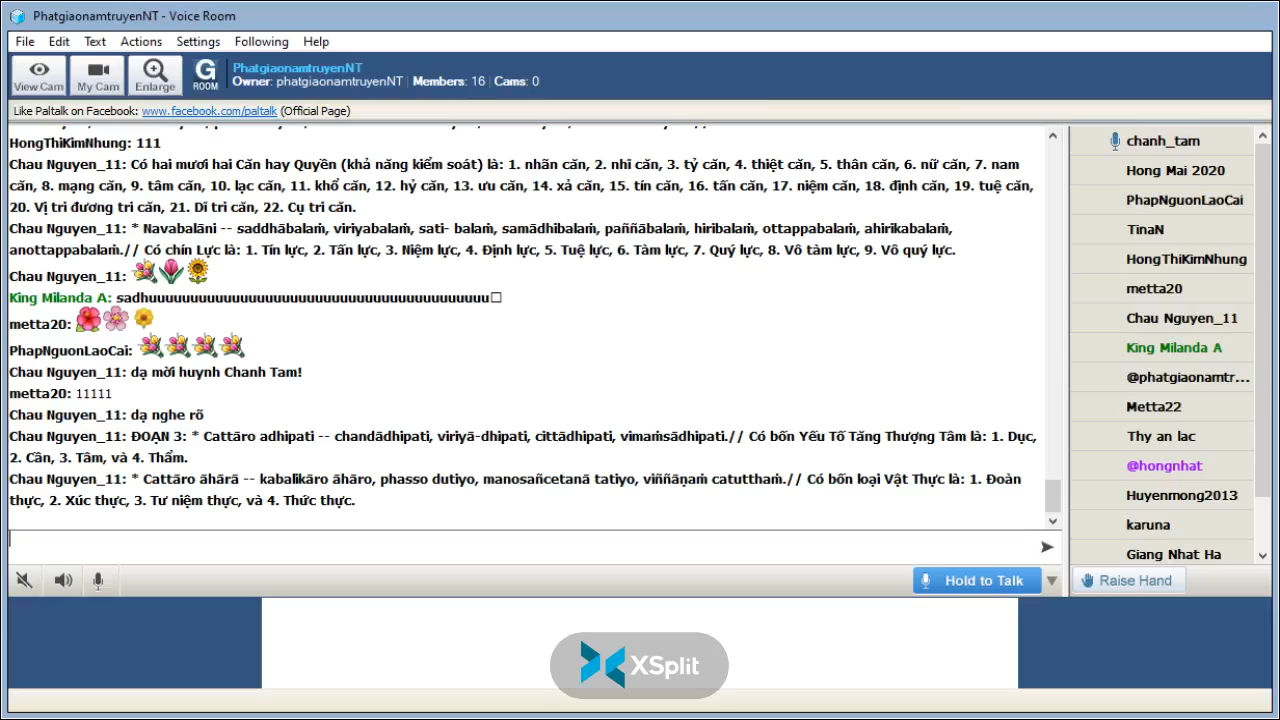 PhatgiaonamtruyenNT - Voice Room
File Edit Text Actions Settings Following Help
View Cam My Cam Enlarge G ROOM
PhatgiaonamtruyenNT
Owner: phatgiaonamtruyenNT | Members: 16 | Cams: 0
Like Paltalk on Facebook: www.facebook.com/paltalk (Official Page)
HongThiKimNhung: 111
Chau Nguyen_11: Có hai mươi hai Căn hay Quyền (khả năng kiểm soát) là: 1. nhãn căn, 2. nhĩ căn, 3. tỷ căn, 4. thiệt căn, 5. thân căn, 6. nữ căn, 7. nam
căn, 8. mạng căn, 9. tâm căn, 10. lạc căn, 11. khổ căn, 12. hỷ căn, 13. ưu căn, 14. xả căn, 15. tín căn, 16. tấn căn, 17. niệm căn, 18. định căn, 19. tuệ căn,
20. Vị tri đương tri căn, 21. Dĩ tri căn, 22. Cụ tri căn.
Chau Nguyen_11: * Navabalāni -- saddhābalaṁ, viriyabalaṁ, sati- balaṁ, samādhibalaṁ, paññābalaṁ, hiribalaṁ, ottappabalaṁ, ahirikabalaṁ,
anottappabalaṁ.// Có chín Lực là: 1. Tín lực, 2. Tấn lực, 3. Niệm lực, 4. Định lực, 5. Tuệ lực, 6. Tàm lực, 7. Quý lực, 8. Vô tàm lực, 9. Vô quý lực.
Chau Nguyen_11:
King Milanda A: sadhuuuuuuuuuuuuuuuuuuuuuuuuuuuuuuuuuuuuuuuuu□
metta20:
PhapNguonLaoCai:
Chau Nguyen_11: dạ mời huynh Chanh Tam!
metta20: 11111
Chau Nguyen_11: dạ nghe rõ
Chau Nguyen_11: ĐOẠN 3: * Cattāro adhipati -- chandādhipati, viriyā-dhipati, cittādhipati, vimaṁsādhipati.// Có bốn Yếu Tố Tăng Thượng Tâm là: 1. Dục,
2. Cần, 3. Tâm, và 4. Thẩm.
Chau Nguyen_11: * Cattāro āhārā -- kabalikāro āhāro, phasso dutiyo, manosañcetanā tatiyo, viññāṇaṁ catutthaṁ.// Có bốn loại Vật Thực là: 1. Đoàn
thực, 2. Xúc thực, 3. Tư niệm thực, và 4. Thức thực.
Hold to Talk
chanh_tam
Hong Mai 2020
PhapNguonLaoCai
TinaN
HongThiKimNhung
metta20
Chau Nguyen_11
King Milanda A
@phatgiaonamtr...
Metta22
Thy an lac
@hongnhat
Huyenmong2013
karuna
Giang Nhat Ha
Raise Hand
XSplit